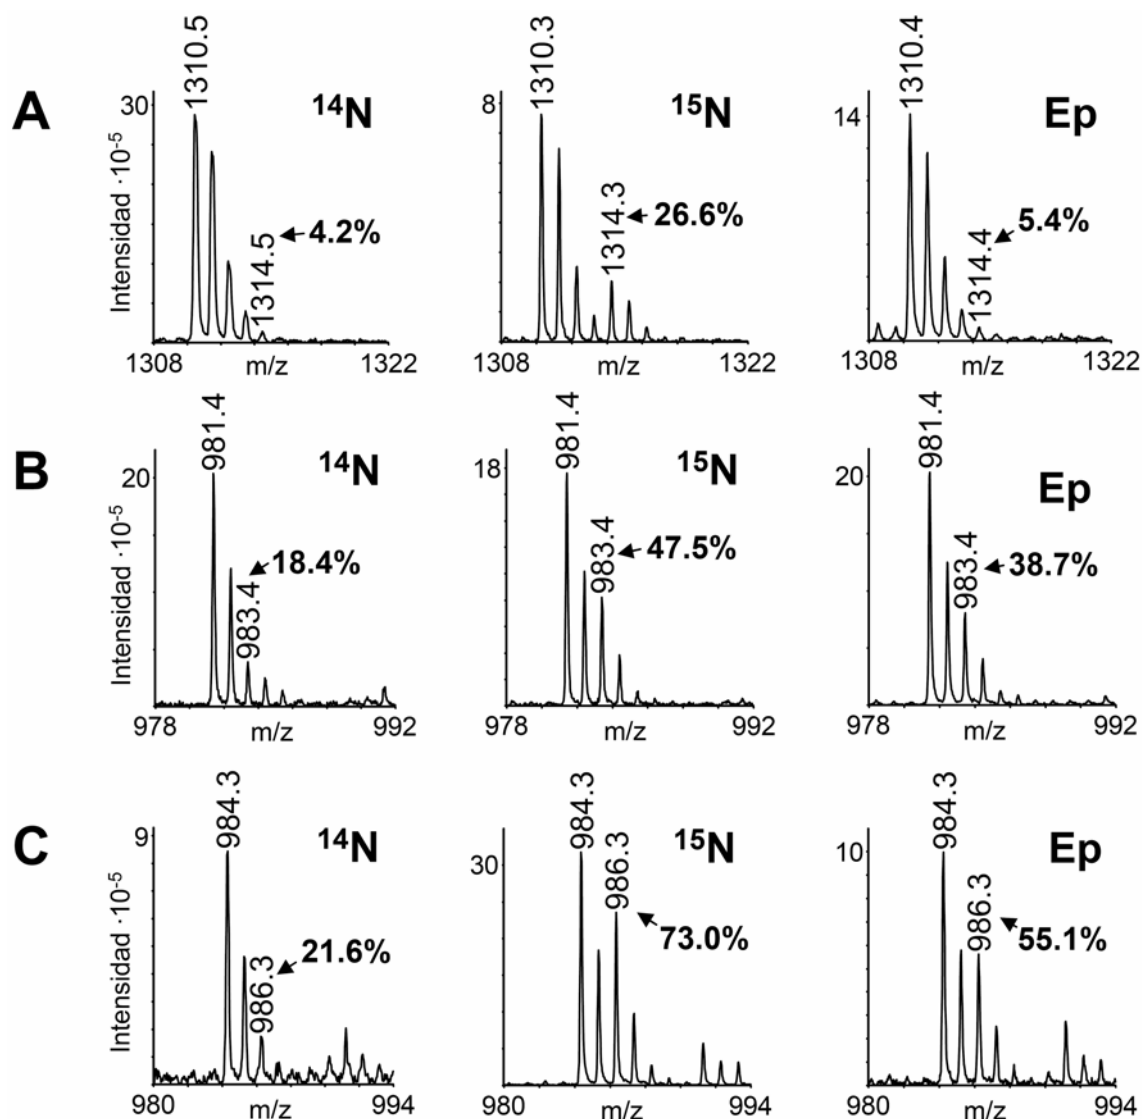 A
Intensidad ·10⁻⁵
30
1310.5
¹⁴N
4.2%
1314.5
1308
m/z
1322
8
1310.3
¹⁵N
26.6%
1314.3
1308
m/z
1322
14
1310.4
Ep
5.4%
1314.4
1308
m/z
1322
B
Intensidad ·10⁻⁵
20
981.4
¹⁴N
18.4%
983.4
978
m/z
992
18
981.4
¹⁵N
47.5%
983.4
978
m/z
992
20
981.4
Ep
38.7%
983.4
978
m/z
992
C
Intensidad ·10⁻⁵
9
984.3
¹⁴N
21.6%
986.3
980
m/z
994
30
984.3
¹⁵N
73.0%
986.3
980
m/z
994
10
984.3
Ep
55.1%
986.3
980
m/z
994